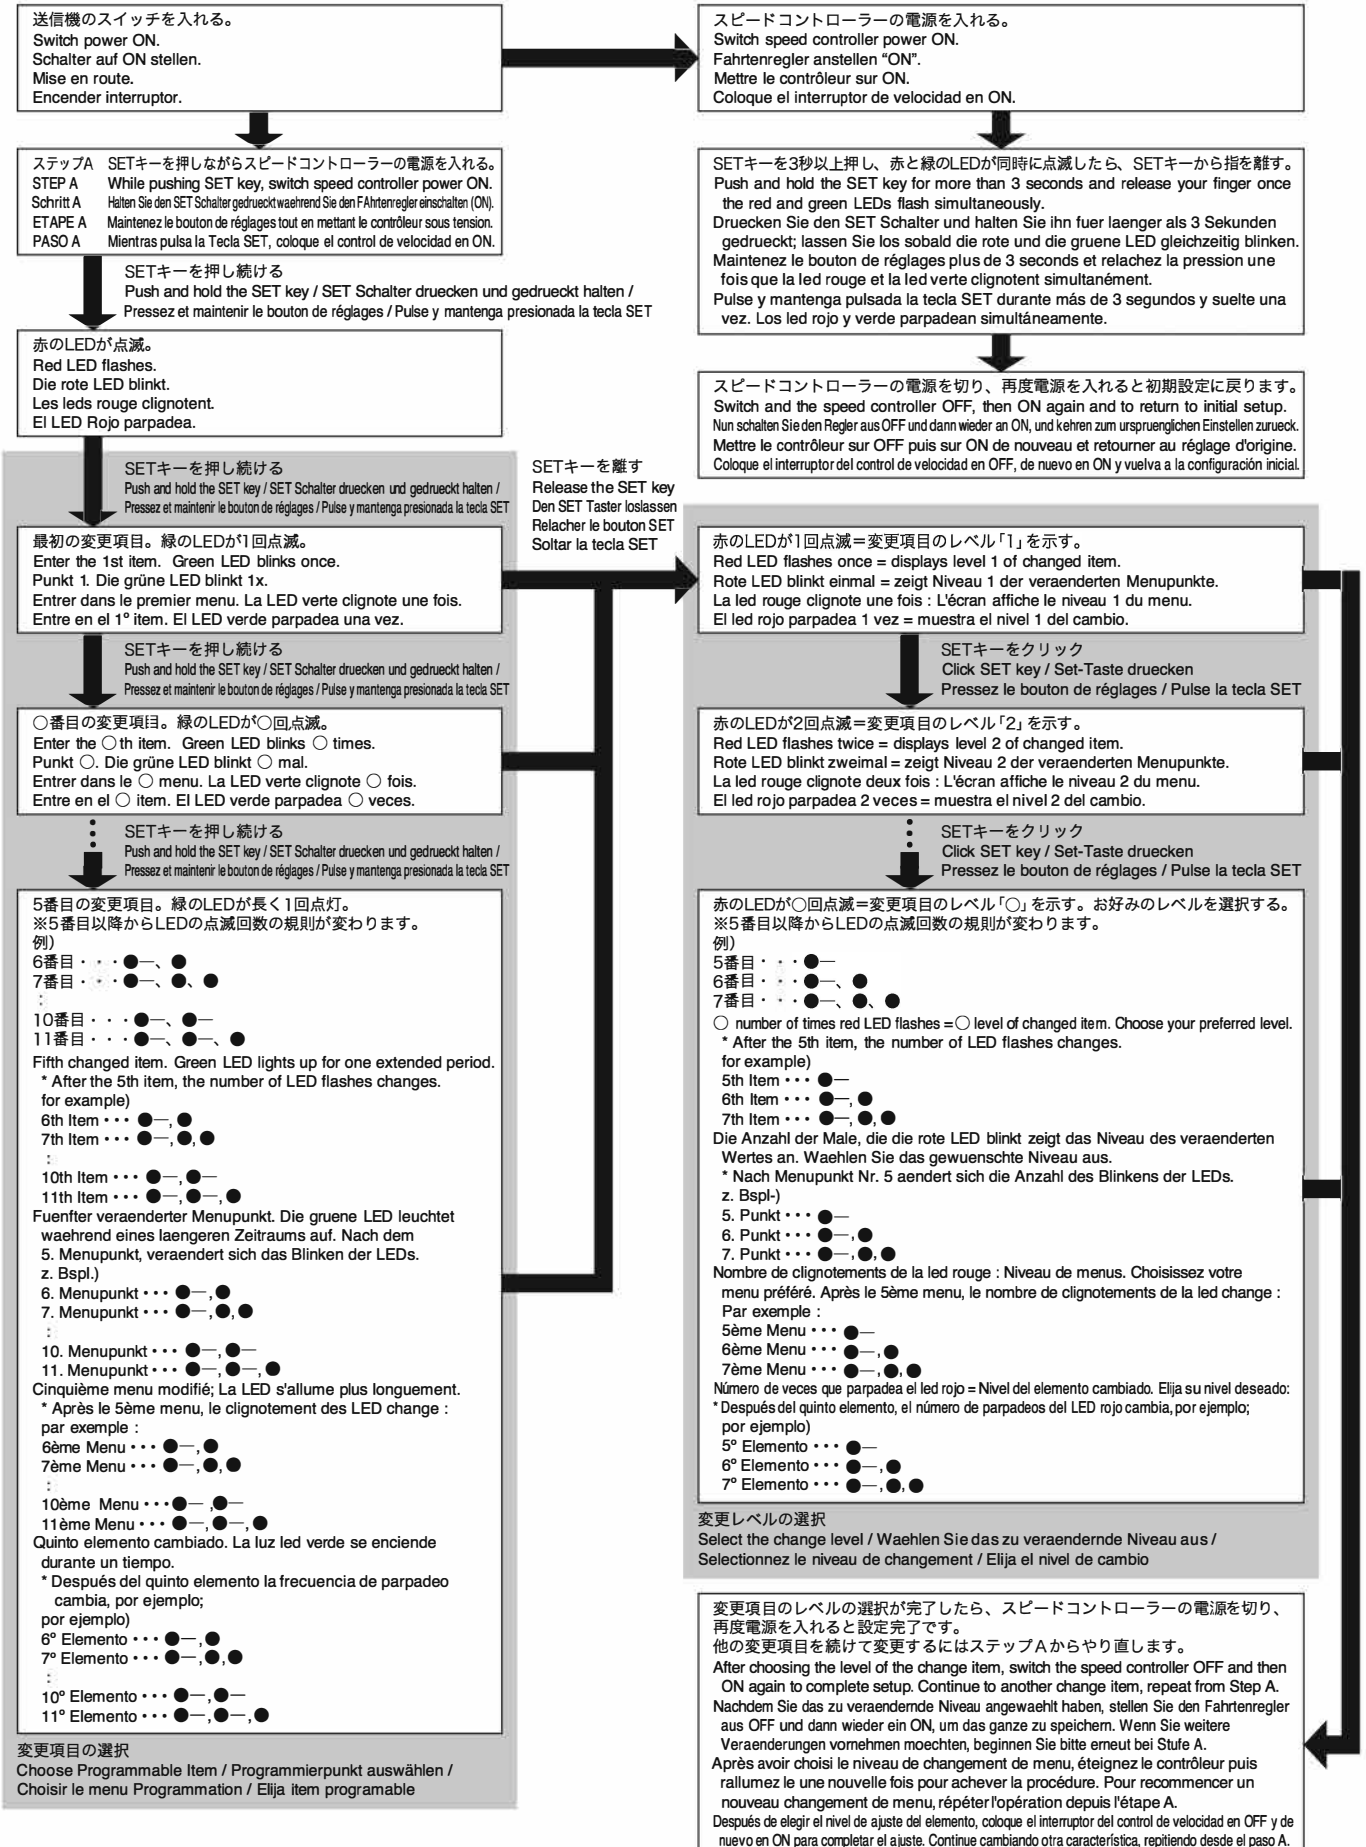 送信機のスイッチを入れる。
Switch power ON.
Schalter auf ON stellen.
Mise en route.
Encender interruptor.
スピードコントローラーの電源を入れる。
Switch speed controller power ON.
Fahrtenregler anstellen “ON”.
Mettre le contrôleur sur ON.
Coloque el interruptor de velocidad en ON.
ステップA SETキーを押しながらスピードコントローラーの電源を入れる。
STEP A While pushing SET key, switch speed controller power ON.
Schritt A Halten Sie den SET Schalter gedrueckt waehrend Sie den FAhrtenregler einschalten (ON).
ETAPE A Maintenez le bouton de réglages tout en mettant le contrôleur sous tension.
PASO A Mientras pulsa la Tecla SET, coloque el control de velocidad en ON.
SETキーを押し続ける
Push and hold the SET key / SET Schalter druecken und gedrueckt halten /
Pressez et maintenir le bouton de réglages / Pulse y mantenga presionada la tecla SET
赤のLEDが点滅。
Red LED flashes.
Die rote LED blinkt.
Les leds rouge clignotent.
El LED Rojo parpadea.
SETキーを3秒以上押し、赤と緑のLEDが同時に点滅したら、SETキーから指を離す。
Push and hold the SET key for more than 3 seconds and release your finger once
the red and green LEDs flash simultaneously.
Druecken Sie den SET Schalter und halten Sie ihn fuer laenger als 3 Sekunden
gedrueckt; lassen Sie los sobald die rote und die gruene LED gleichzeitig blinken.
Maintenez le bouton de réglages plus de 3 seconds et relachez la pression une
fois que la led rouge et la led verte clignotent simultanément.
Pulse y mantenga pulsada la tecla SET durante más de 3 segundos y suelte una
vez. Los led rojo y verde parpadean simultáneamente.
スピードコントローラーの電源を切り、再度電源を入れると初期設定に戻ります。
Switch and the speed controller OFF, then ON again and to return to initial setup.
Nun schalten Sie den Regler aus OFF und dann wieder an ON, und kehren zum urspruenglichen Einstellen zurueck.
Mettre le contrôleur sur OFF puis sur ON de nouveau et retourner au réglage d'origine.
Coloque el interruptor del control de velocidad en OFF, de nuevo en ON y vuelva a la configuración inicial.
SETキーを押し続ける
Push and hold the SET key / SET Schalter druecken und gedrueckt halten /
Pressez et maintenir le bouton de réglages / Pulse y mantenga presionada la tecla SET
SETキーを離す
Release the SET key
Den SET Taster loslassen
Relacher le bouton SET
Soltar la tecla SET
最初の変更項目。緑のLEDが1回点滅。
Enter the 1st item. Green LED blinks once.
Punkt 1. Die grüne LED blinkt 1x.
Entrer dans le premier menu. La LED verte clignote une fois.
Entre en el 1º item. El LED verde parpadea una vez.
SETキーを押し続ける
Push and hold the SET key / SET Schalter druecken und gedrueckt halten /
Pressez et maintenir le bouton de réglages / Pulse y mantenga presionada la tecla SET
○番目の変更項目。緑のLEDが○回点滅。
Enter the ○th item. Green LED blinks ○ times.
Punkt ○. Die grüne LED blinkt ○ mal.
Entrer dans le ○ menu. La LED verte clignote ○ fois.
Entre en el ○ item. El LED verde parpadea ○ veces.
SETキーを押し続ける
Push and hold the SET key / SET Schalter druecken und gedrueckt halten /
Pressez et maintenir le bouton de réglages / Pulse y mantenga presionada la tecla SET
5番目の変更項目。緑のLEDが長く1回点灯。
※5番目以降からLEDの点滅回数の規則が変わります。
例)
6番目・・・●—、●
7番目・・・●—、●、●
:
10番目・・・●—、●—
11番目・・・●—、●—、●
Fifth changed item. Green LED lights up for one extended period.
* After the 5th item, the number of LED flashes changes.
for example)
6th Item ・・・ ●—, ●
7th Item ・・・ ●—, ●, ●
:
10th Item ・・・ ●—, ●—
11th Item ・・・ ●—, ●—, ●
Fuenfter veraenderter Menupunkt. Die gruene LED leuchtet
waehrend eines laengeren Zeitraums auf. Nach dem
5. Menupunkt, veraendert sich das Blinken der LEDs.
z. Bspl.)
6. Menupunkt ・・・ ●—, ●
7. Menupunkt ・・・ ●—, ●, ●
:
10. Menupunkt ・・・ ●—, ●—
11. Menupunkt ・・・ ●—, ●—, ●
Cinquième menu modifié; La LED s'allume plus longuement.
* Après le 5ème menu, le clignotement des LED change :
par exemple :
6ème Menu ・・・ ●—, ●
7ème Menu ・・・ ●—, ●, ●
:
10ème Menu ・・・ ●— , ●—
11ème Menu ・・・ ●—, ●—, ●
Quinto elemento cambiado. La luz led verde se enciende
durante un tiempo.
* Después del quinto elemento la frecuencia de parpadeo
cambia, por ejemplo;
por ejemplo)
6º Elemento ・・・ ●—, ●
7º Elemento ・・・ ●—, ●, ●
:
10º Elemento ・・・ ●—, ●—
11º Elemento ・・・ ●—, ●—, ●
変更項目の選択
Choose Programmable Item / Programmierpunkt auswählen /
Choisir le menu Programmation / Elija item programable
赤のLEDが1回点滅＝変更項目のレベル「1」を示す。
Red LED flashes once = displays level 1 of changed item.
Rote LED blinkt einmal = zeigt Niveau 1 der veraenderten Menupunkte.
La led rouge clignote une fois : L'écran affiche le niveau 1 du menu.
El led rojo parpadea 1 vez = muestra el nivel 1 del cambio.
SETキーをクリック
Click SET key / Set-Taste druecken
Pressez le bouton de réglages / Pulse la tecla SET
赤のLEDが2回点滅＝変更項目のレベル「2」を示す。
Red LED flashes twice = displays level 2 of changed item.
Rote LED blinkt zweimal = zeigt Niveau 2 der veraenderten Menupunkte.
La led rouge clignote deux fois : L'écran affiche le niveau 2 du menu.
El led rojo parpadea 2 veces = muestra el nivel 2 del cambio.
SETキーをクリック
Click SET key / Set-Taste druecken
Pressez le bouton de réglages / Pulse la tecla SET
赤のLEDが○回点滅＝変更項目のレベル「○」を示す。お好みのレベルを選択する。
※5番目以降からLEDの点滅回数の規則が変わります。
例)
5番目・・・●—
6番目・・・●—、●
7番目・・・●—、●、●
○ number of times red LED flashes = ○ level of changed item. Choose your preferred level.
* After the 5th item, the number of LED flashes changes.
for example)
5th Item ・・・ ●—
6th Item ・・・ ●—, ●
7th Item ・・・ ●—, ●, ●
Die Anzahl der Male, die die rote LED blinkt zeigt das Niveau des veraenderten
Wertes an. Waehlen Sie das gewuenschte Niveau aus.
* Nach Menupunkt Nr. 5 aendert sich die Anzahl des Blinkens der LEDs.
z. Bspl-)
5. Punkt ・・・ ●—
6. Punkt ・・・ ●—, ●
7. Punkt ・・・ ●—, ●, ●
Nombre de clignotements de la led rouge : Niveau de menus. Choisissez votre
menu préféré. Après le 5ème menu, le nombre de clignotements de la led change :
Par exemple :
5ème Menu ・・・ ●—
6ème Menu ・・・ ●—, ●
7ème Menu ・・・ ●—, ●, ●
Número de veces que parpadea el led rojo = Nivel del elemento cambiado. Elija su nivel deseado:
* Después del quinto elemento, el número de parpadeos del LED rojo cambia, por ejemplo;
por ejemplo)
5º Elemento ・・・ ●—
6º Elemento ・・・ ●—, ●
7º Elemento ・・・ ●—, ●, ●
変更レベルの選択
Select the change level / Waehlen Sie das zu veraendernde Niveau aus /
Selectionnez le niveau de changement / Elija el nivel de cambio
変更項目のレベルの選択が完了したら、スピードコントローラーの電源を切り、
再度電源を入れると設定完了です。
他の変更項目を続けて変更するにはステップAからやり直します。
After choosing the level of the change item, switch the speed controller OFF and then
ON again to complete setup. Continue to another change item, repeat from Step A.
Nachdem Sie das zu veraendernde Niveau angewaehlt haben, stellen Sie den Fahrtenregler
aus OFF und dann wieder ein ON, um das ganze zu speichern. Wenn Sie weitere
Veraenderungen vornehmen moechten, beginnen Sie bitte erneut bei Stufe A.
Après avoir choisi le niveau de changement de menu, éteignez le contrôleur puis
rallumez le une nouvelle fois pour achever la procédure. Pour recommencer un
nouveau changement de menu, répéter l'opération depuis l'étape A.
Después de elegir el nivel de ajuste del elemento, coloque el interruptor del control de velocidad en OFF y de
nuevo en ON para completar el ajuste. Continue cambiando otra característica, repitiendo desde el paso A.